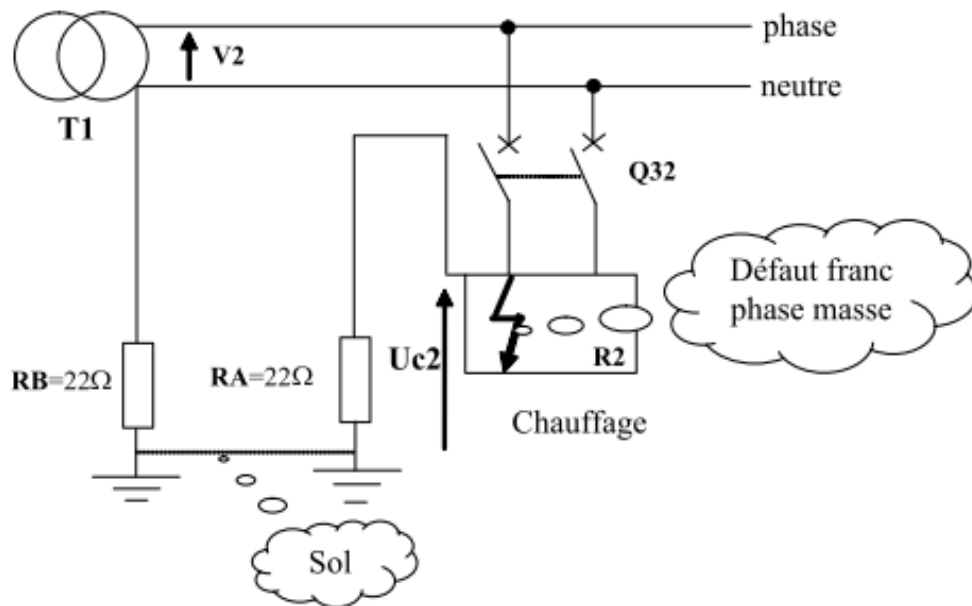 phase
V2
neutre
T1
Q32
Défaut franc
phase masse
RB=22Ω
RA=22Ω
Uc2
R2
Chauffage
Sol